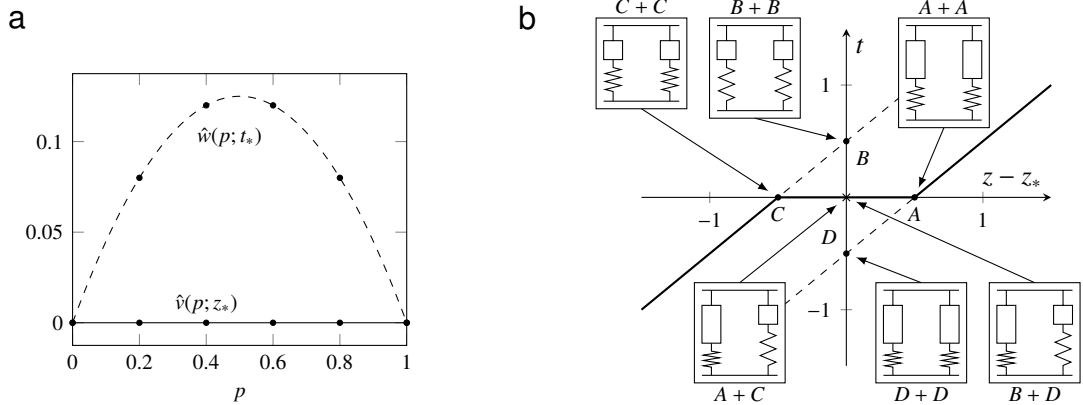 a
0.1
0.05
0
ŵ(p; t*)
v̂(p; z*)
0
0.2
0.4
0.6
0.8
1
p
b
C + C
B + B
A + A
t
1
B
z − z*
−1
C
A
1
D
−1
A + C
D + D
B + D